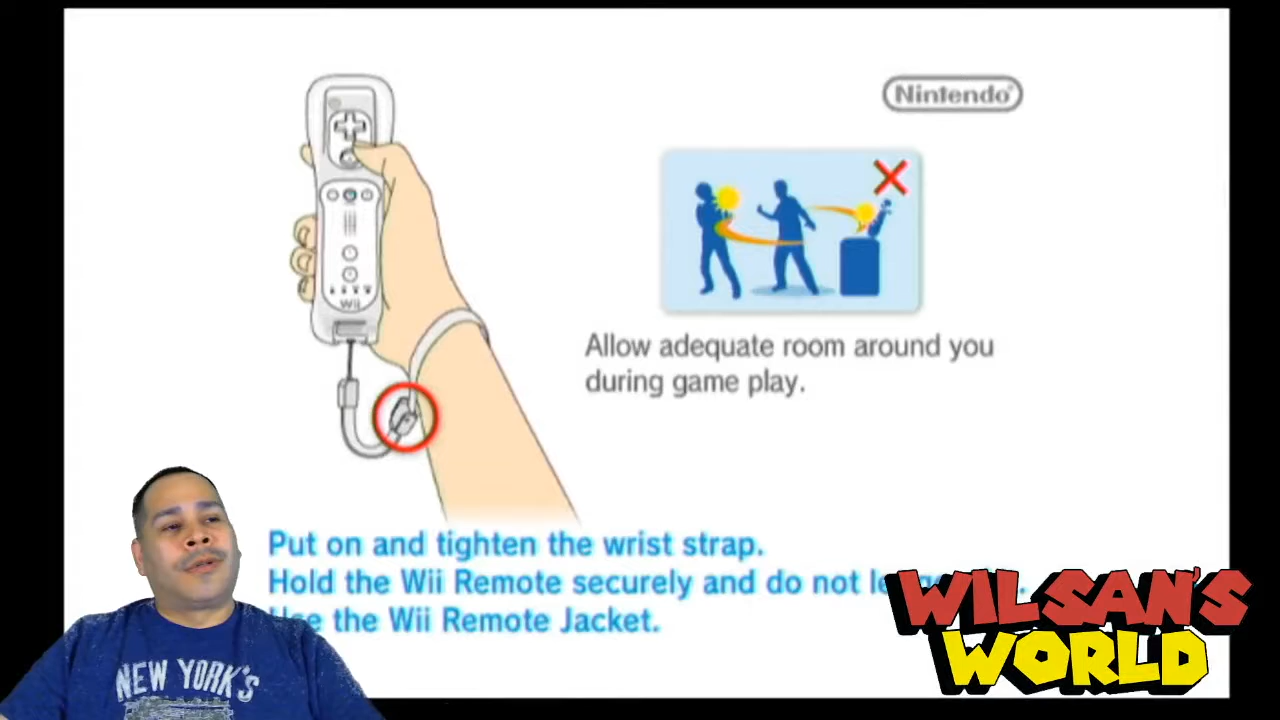 Nintendo®
Wii
Allow adequate room around you
during game play.
Put on and tighten the wrist strap.
Hold the Wii Remote securely and do not
the Wii Remote Jacket.
WILSAN'S
WORLD
NEW YORK'S